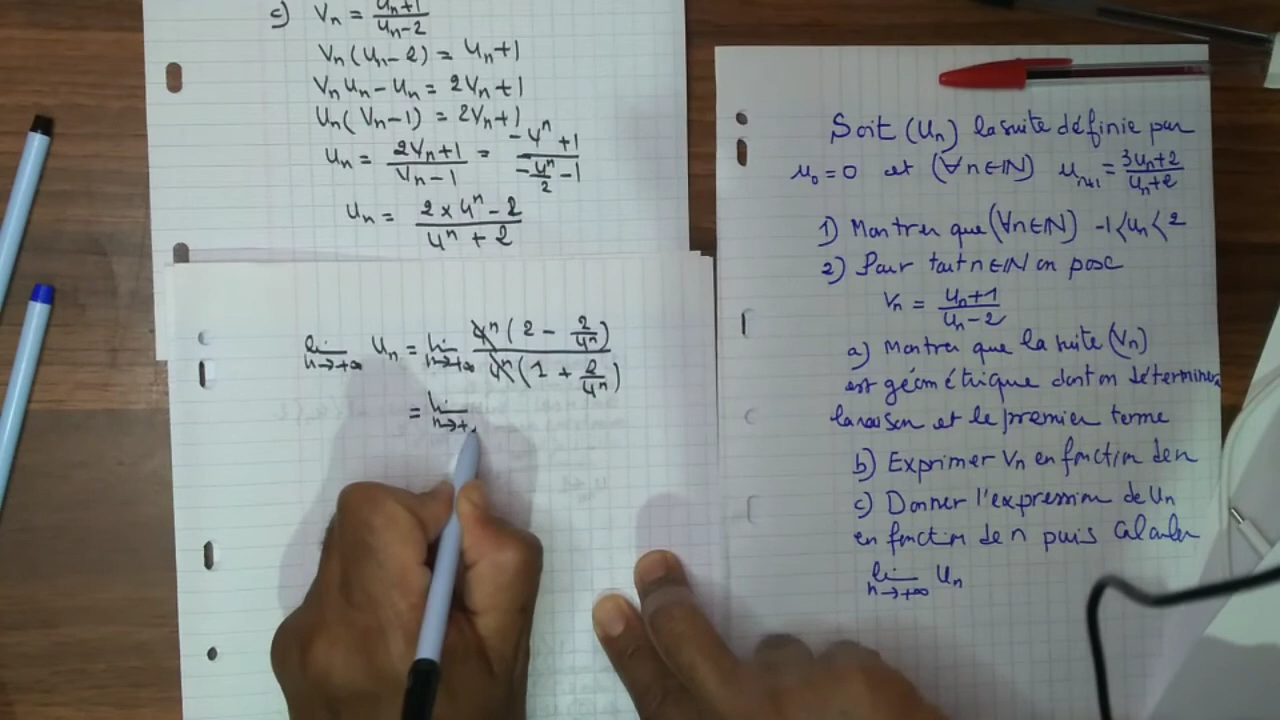 c) Vn = Un+1 / Un-2
Vn (Un - 2) = Un + 1
Vn Un - Un = 2Vn + 1
Un (Vn - 1) = 2Vn + 1
Un = 2Vn+1 / Vn-1 = -4^n + 1 / -4^n/2 - 1
Un = 2 x 4^n - 2 / 4^n + 2
lim n→+∞ Un = lim n→+∞ 4^n (2 - 2/4^n) / 4^n (1 + 2/4^n)
= lim n→+
Soit (Un) la suite définie par
u0 = 0 et (∀n∈IN) Un+1 = 3Un+2 / Un+2
1) Montrer que (∀n∈IN) -1<Un<2
2) Pour tout n∈IN on pose
Vn = Un+1 / Un-2
a) Montrer que la suite (Vn)
est géométrique dont on déterminera
la raison et le premier terme
b) Exprimer Vn en fonction de n
c) Donner l'expression de Un
en fonction de n puis Calculer
lim n→+∞ Un